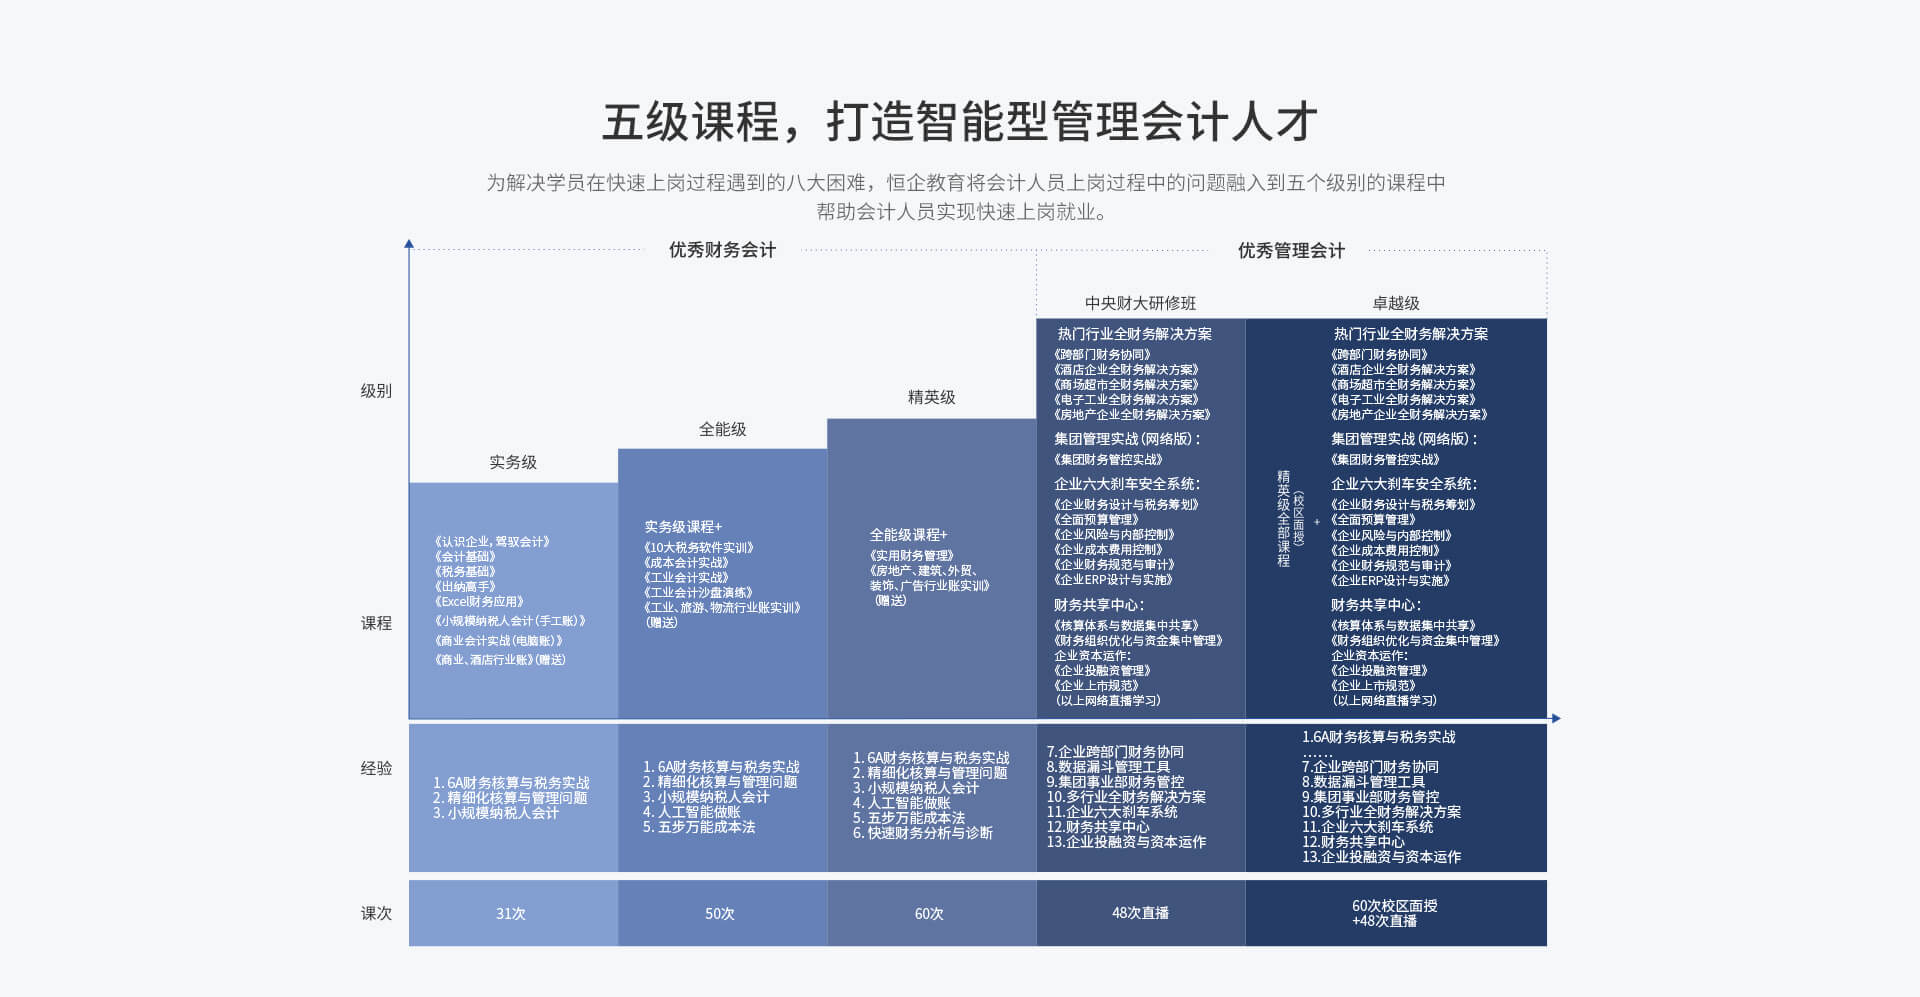 五级课程，打造智能型管理会计人才
为解决学员在快速上岗过程遇到的八大困难，恒企教育将会计人员上岗过程中的问题融入到五个级别的课程中
帮助会计人员实现快速上岗就业。
优秀财务会计
优秀管理会计
级别
课程
实务级
《认识企业，驾驭会计》
《会计基础》
《税务基础》
《出纳高手》
《Excel财务应用》
《小规模纳税人会计（手工账）》
《商业会计实战（电脑账）》
《商业、酒店行业账》（赠送）
全能级
实务级课程+
《10大税务软件实训》
《成本会计实战》
《工业会计实战》
《工业会计沙盘演练》
《工业、旅游、物流行业账实训》
（赠送）
精英级
全能级课程+
《实用财务管理》
《房地产、建筑、外贸、
装饰、广告行业账实训》
（赠送）
中央财大研修班
热门行业全财务解决方案
《跨部门财务协同》
《酒店企业全财务解决方案》
《商场超市全财务解决方案》
《电子工业全财务解决方案》
《房地产企业全财务解决方案》
集团管理实战（网络版）：
《集团财务管控实战》
企业六大刹车安全系统：
《企业财务设计与税务筹划》
《全面预算管理》
《企业风险与内部控制》
《企业成本费用控制》
《企业财务规范与审计》
《企业ERP设计与实施》
财务共享中心：
《核算体系与数据集中共享》
《财务组织优化与资金集中管理》
企业资本运作：
《企业投融资管理》
《企业上市规范》
（以上网络直播学习）
卓越级
精英级全部课程
（校区面授）
+
热门行业全财务解决方案
《跨部门财务协同》
《酒店企业全财务解决方案》
《商场超市全财务解决方案》
《电子工业全财务解决方案》
《房地产企业全财务解决方案》
集团管理实战（网络版）：
《集团财务管控实战》
企业六大刹车安全系统：
《企业财务设计与税务筹划》
《全面预算管理》
《企业风险与内部控制》
《企业成本费用控制》
《企业财务规范与审计》
《企业ERP设计与实施》
财务共享中心：
《核算体系与数据集中共享》
《财务组织优化与资金集中管理》
企业资本运作：
《企业投融资管理》
《企业上市规范》
（以上网络直播学习）
经验
1. 6A财务核算与税务实战
2. 精细化核算与管理问题
3. 小规模纳税人会计
1. 6A财务核算与税务实战
2. 精细化核算与管理问题
3. 小规模纳税人会计
4. 人工智能做账
5. 五步万能成本法
1. 6A财务核算与税务实战
2. 精细化核算与管理问题
3. 小规模纳税人会计
4. 人工智能做账
5. 五步万能成本法
6. 快速财务分析与诊断
7.企业跨部门财务协同
8.数据漏斗管理工具
9.集团事业部财务管控
10.多行业全财务解决方案
11.企业六大刹车系统
12.财务共享中心
13.企业投融资与资本运作
1.6A财务核算与税务实战
……
7.企业跨部门财务协同
8.数据漏斗管理工具
9.集团事业部财务管控
10.多行业全财务解决方案
11.企业六大刹车系统
12.财务共享中心
13.企业投融资与资本运作
课次
31次
50次
60次
48次直播
60次校区面授
+48次直播